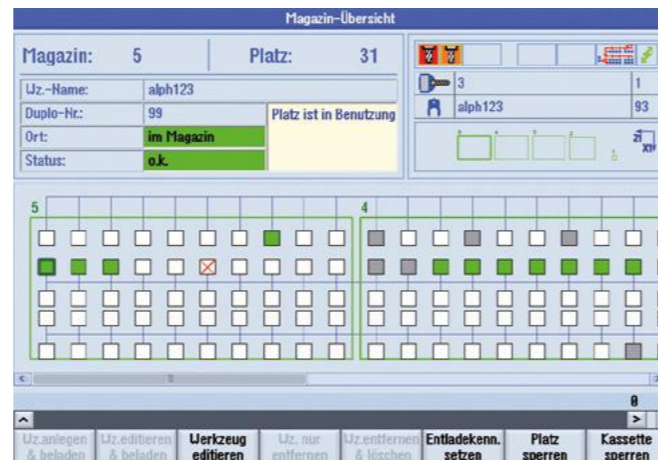 Magazin-Übersicht
Magazin: 5 Platz: 31
Wz.-Name: alph123
Duplo-Nr.: 99 Platz ist in Benutzung
Ort: im Magazin
Status: o.k.
3 1
alph123 93
5 4
0
Wz.anlegen & beladen
Wz.editieren & beladen
Werkzeug editieren
Wz. nur entfernen
Wz.entfernen & löschen
Entladekenn. setzen
Platz sperren
Kassette sperren